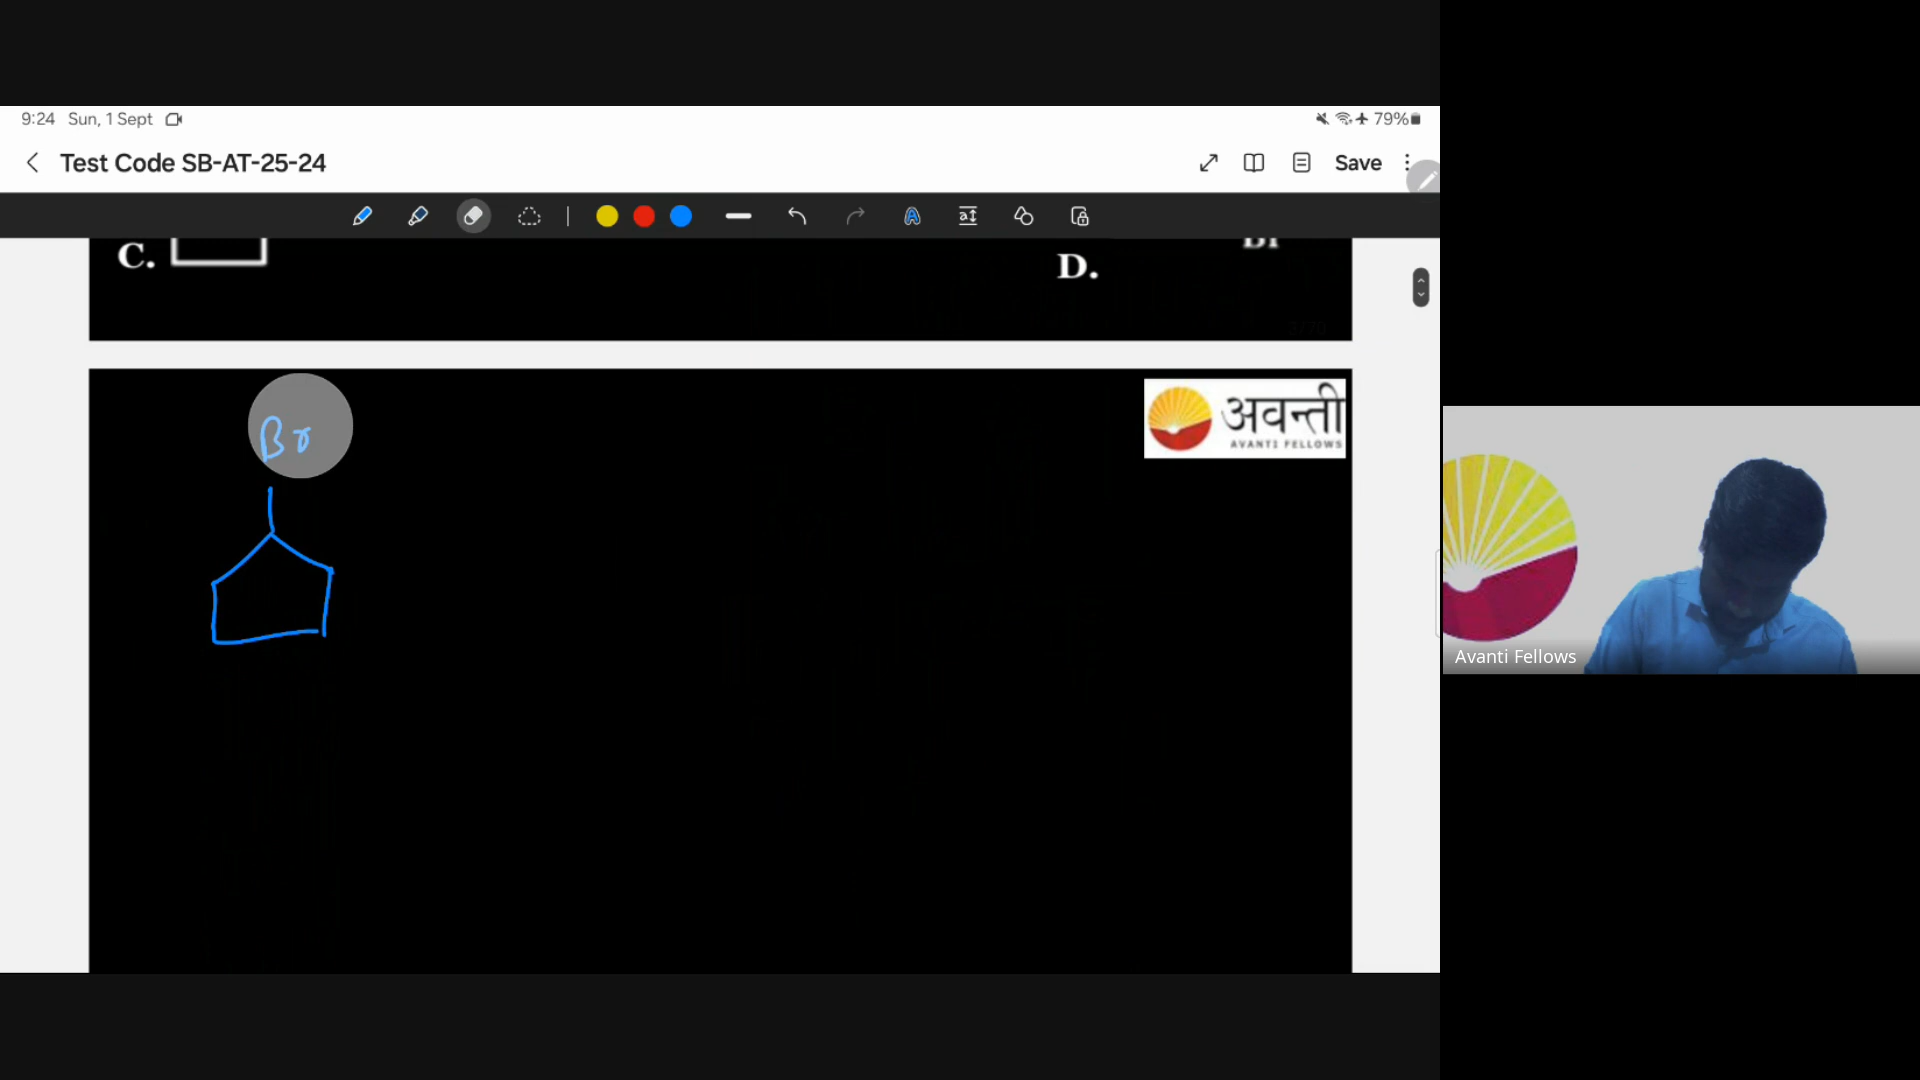 9:24 Sun, 1 Sept 79%
Test Code SB-AT-25-24 Save
C.
Br
D.
Br
अवन्ती
AVANTI FELLOWS
Avanti Fellows